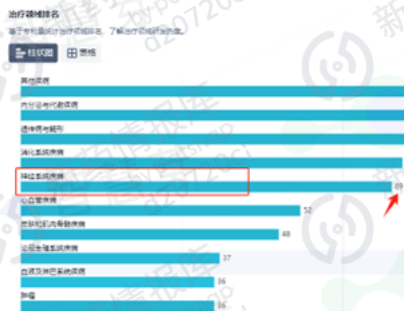 治疗领域排名
基于专利量统计治疗领域排名，了解治疗领域研发热度。
柱状图 表格
其他疾病
内分泌与代谢疾病
遗传病与畸形
消化系统疾病
神经系统疾病
69
心血管疾病
52
皮肤和肌肉骨骼疾病
48
泌尿生殖系统疾病
37
血液及淋巴系统疾病
36
肿瘤
36